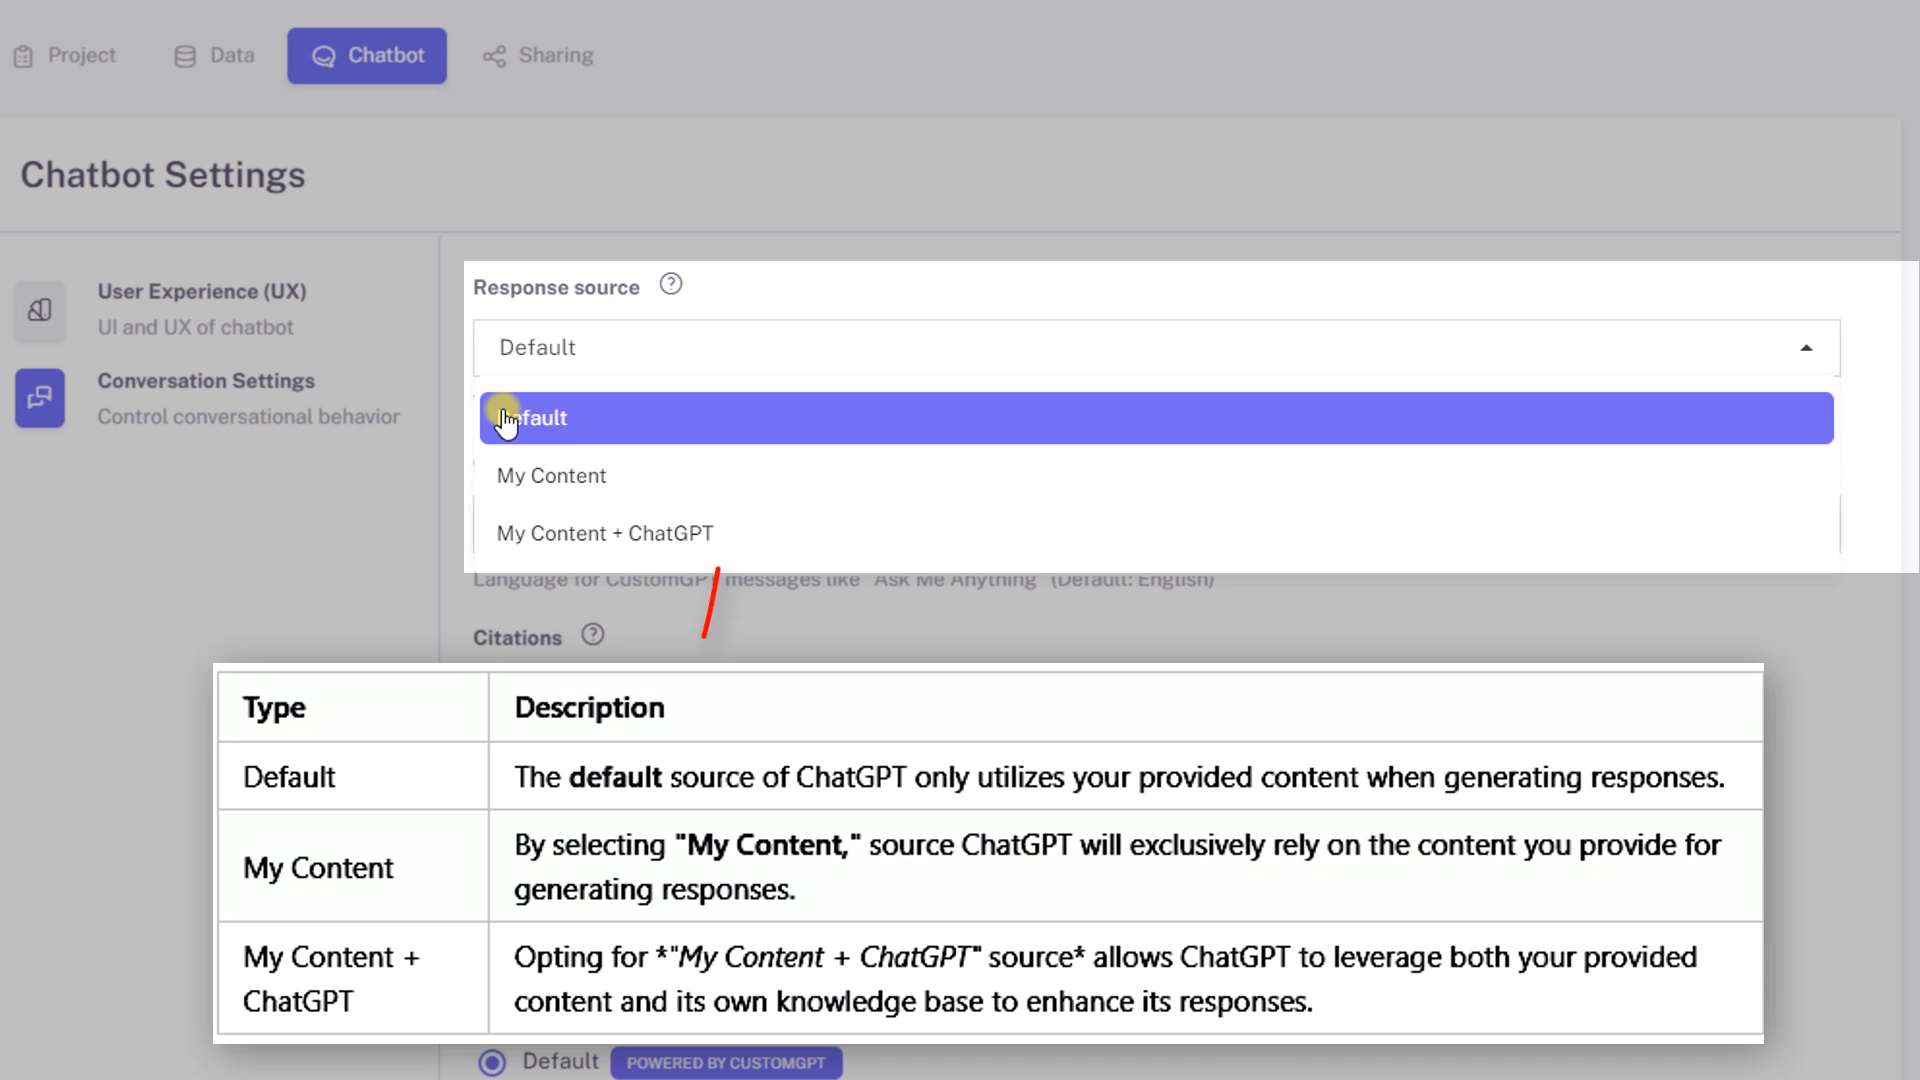 Project Data Chatbot Sharing
Chatbot Settings
User Experience (UX)
UI and UX of chatbot
Conversation Settings
Control conversational behavior
Response source
Default
Default
My Content
My Content + ChatGPT
Language for CustomGPT messages like "Ask Me Anything" (Default: English)
Citations
Type Description
Default The default source of ChatGPT only utilizes your provided content when generating responses.
My Content By selecting "My Content," source ChatGPT will exclusively rely on the content you provide for
generating responses.
My Content + Opting for *"My Content + ChatGPT" source* allows ChatGPT to leverage both your provided
ChatGPT content and its own knowledge base to enhance its responses.
Default POWERED BY CUSTOMGPT